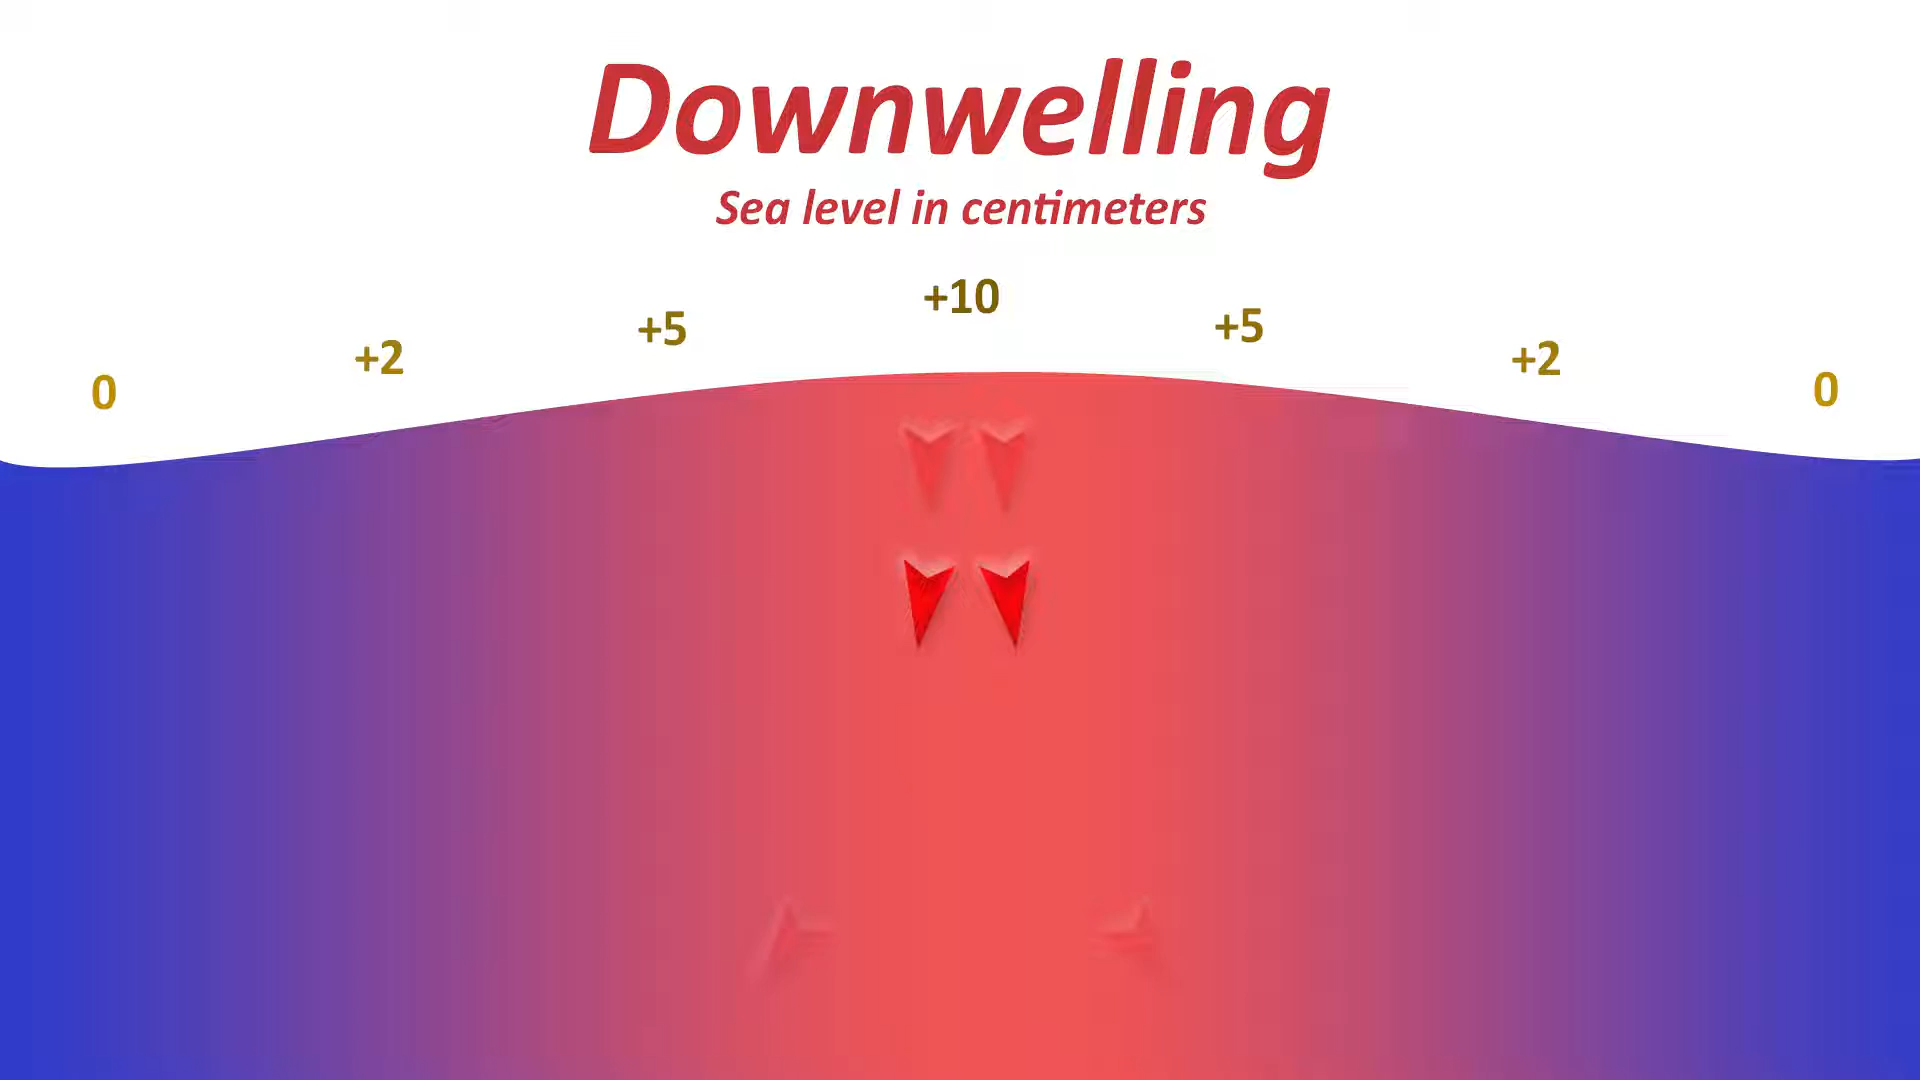 Downwelling
Sea level in centimeters
+10
+5 +5
+2 +2
0 0